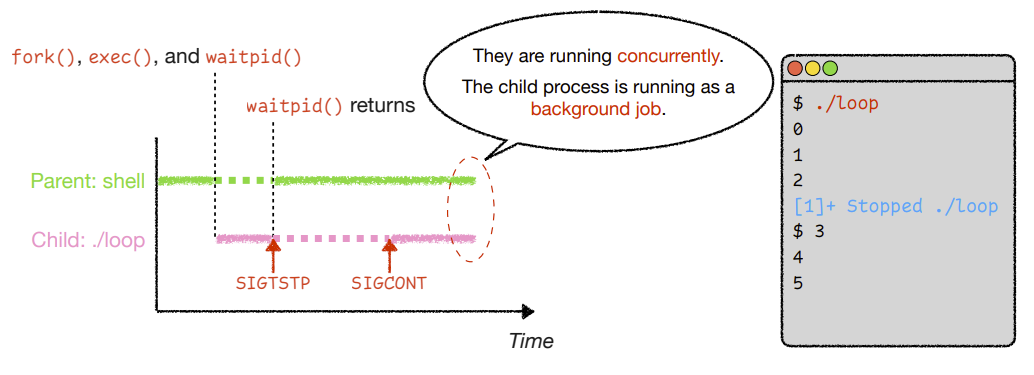 fork(), exec(), and waitpid()
waitpid() returns
They are running concurrently.
The child process is running as a
background job.
Parent: shell
Child: ./loop
SIGTSTP
SIGCONT
Time
$ ./loop
0
1
2
[1]+ Stopped ./loop
$ 3
4
5